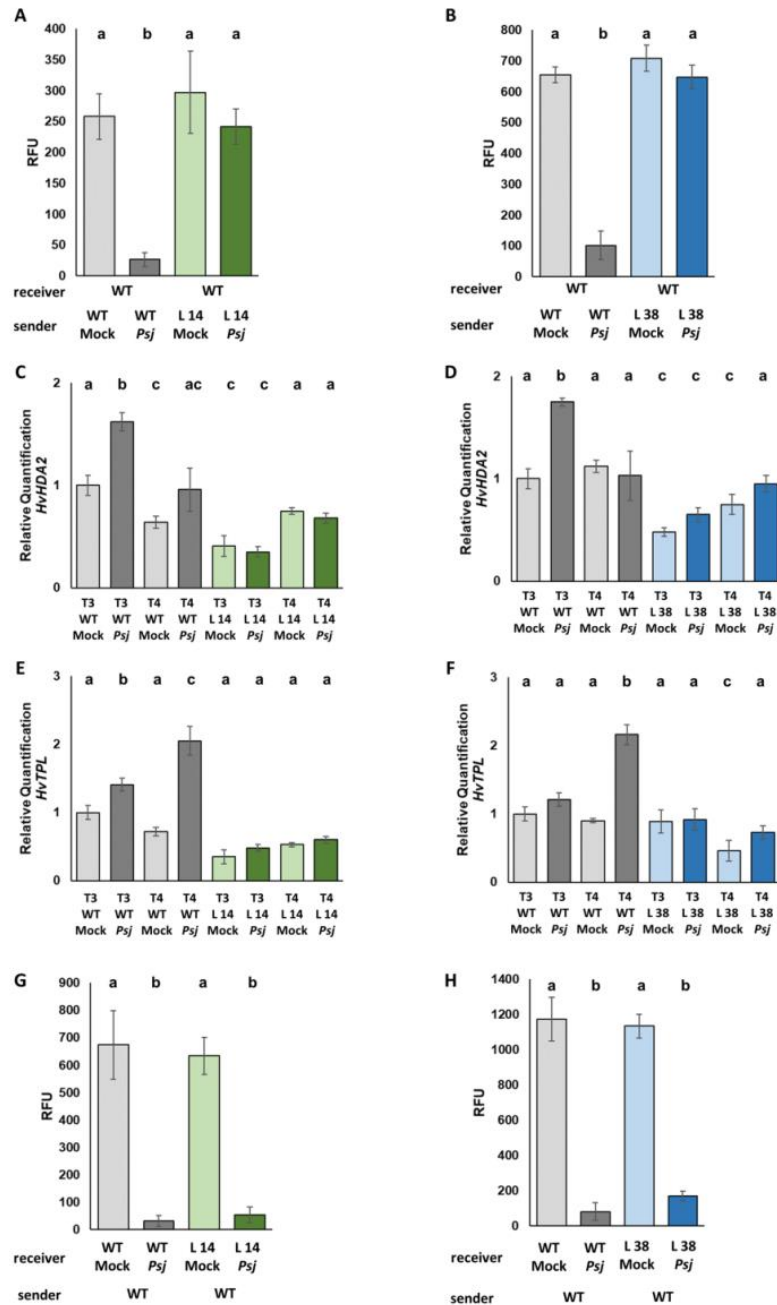 A
RFU
400
350
300
250
200
150
100
50
0
a b a a
receiver WT WT
sender WT WT L 14 L 14
Mock Psj Mock Psj
B
RFU
800
700
600
500
400
300
200
100
0
a b a a
receiver WT WT
sender WT WT L 38 L 38
Mock Psj Mock Psj
C
Relative Quantification
HvHDA2
2
1
0
a b c ac c c a a
T3 T3 T4 T4 T3 T3 T4 T4
WT WT WT WT L 14 L 14 L 14 L 14
Mock Psj Mock Psj Mock Psj Mock Psj
D
Relative Quantification
HvHDA2
2
1
0
a b a a c c c a
T3 T3 T4 T4 T3 T3 T4 T4
WT WT WT WT L 38 L 38 L 38 L 38
Mock Psj Mock Psj Mock Psj Mock Psj
E
Relative Quantification
HvTPL
3
2
1
0
a b a c a a a a
T3 T3 T4 T4 T3 T3 T4 T4
WT WT WT WT L 14 L 14 L 14 L 14
Mock Psj Mock Psj Mock Psj Mock Psj
F
Relative Quantification
HvTPL
3
2
1
0
a a a b a a c a
T3 T3 T4 T4 T3 T3 T4 T4
WT WT WT WT L 38 L 38 L 38 L 38
Mock Psj Mock Psj Mock Psj Mock Psj
G
RFU
900
800
700
600
500
400
300
200
100
0
a b a b
receiver WT WT L 14 L 14
Mock Psj Mock Psj
sender WT WT
H
RFU
1400
1200
1000
800
600
400
200
0
a b a b
receiver WT WT L 38 L 38
Mock Psj Mock Psj
sender WT WT